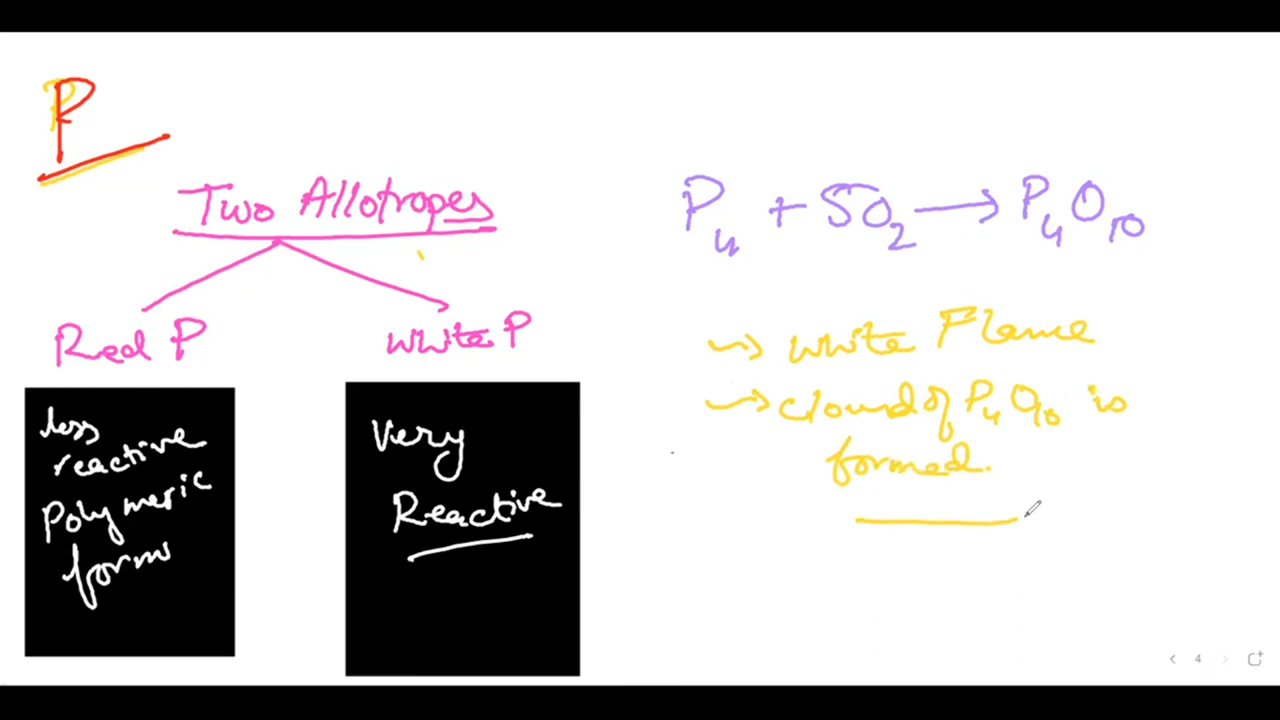 P
Two Allotropes
Red P
white P
less
reactive
Polymeric
forms
Very
Reactive
P₄ + 5O₂ → P₄O₁₀
→ white Flame
→ cloud of P₄O₁₀ is
formed.
4